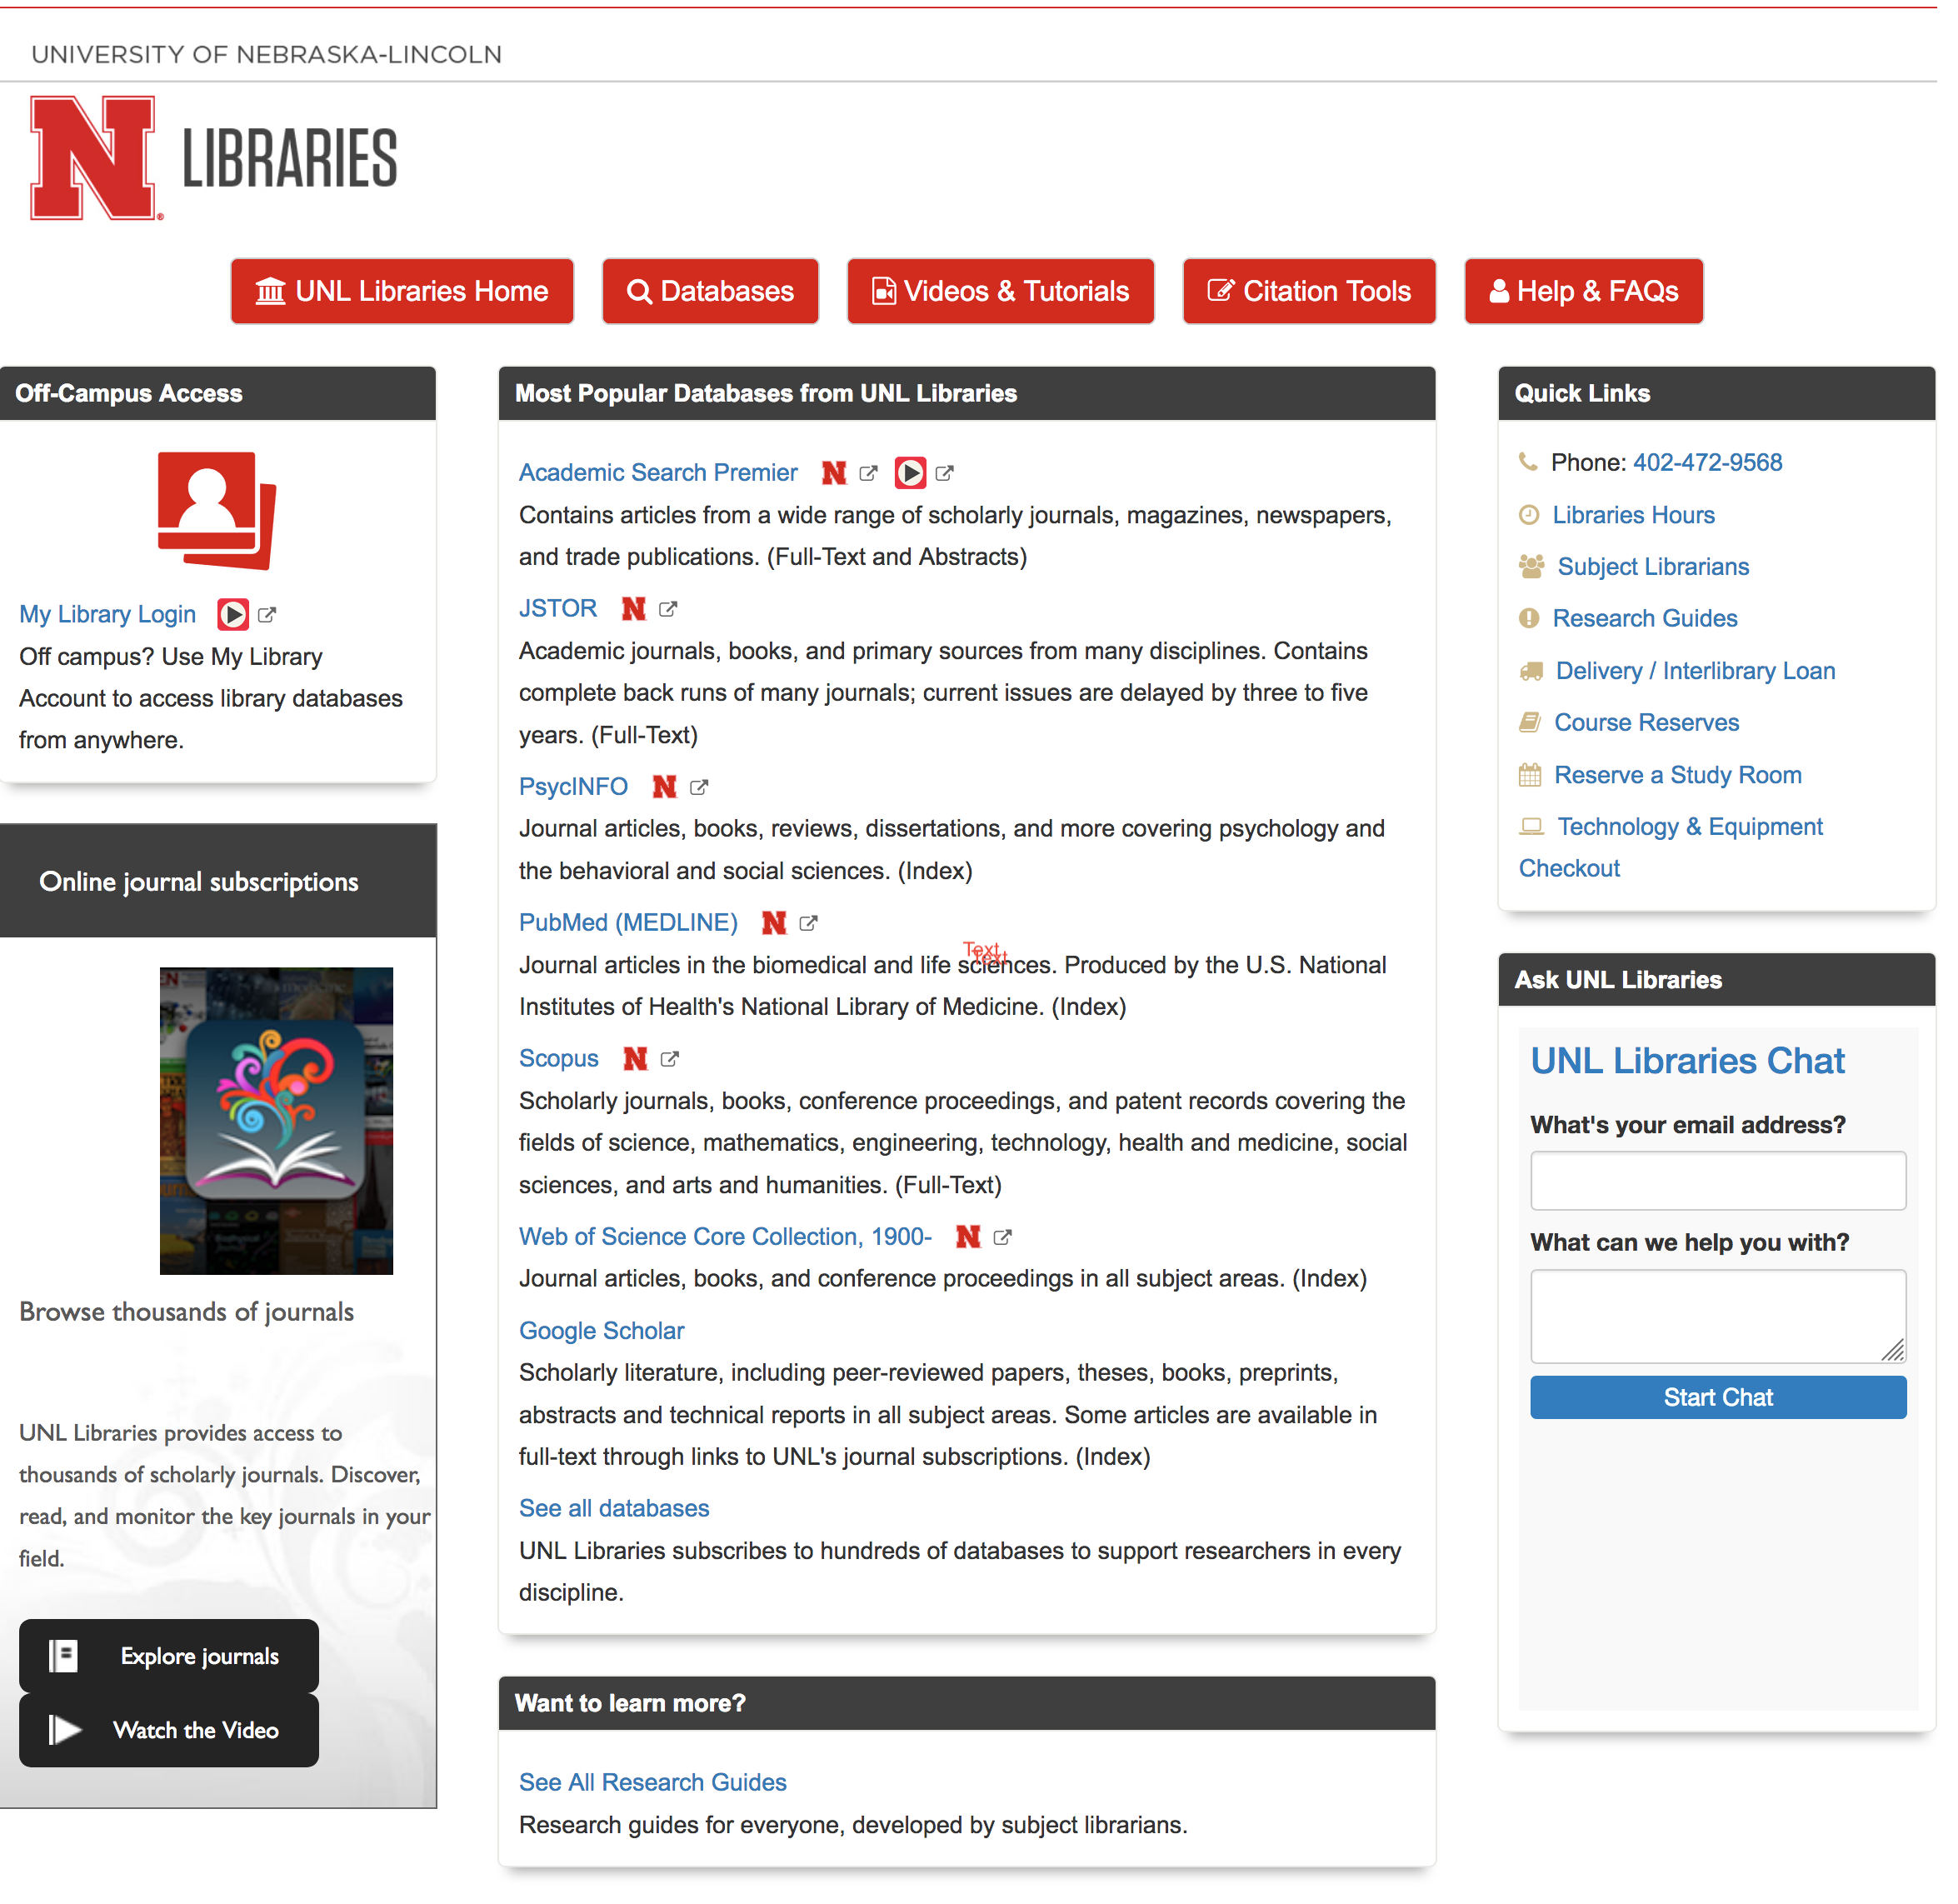 UNIVERSITY OF NEBRASKA-LINCOLN
N
LIBRARIES
UNL Libraries Home
Databases
Videos & Tutorials
Citation Tools
Help & FAQs
Off-Campus Access
My Library Login
Off campus? Use My Library
Account to access library databases
from anywhere.
Online journal subscriptions
Browse thousands of journals
UNL Libraries provides access to
thousands of scholarly journals. Discover,
read, and monitor the key journals in your
field.
Explore journals
Watch the Video
Most Popular Databases from UNL Libraries
Academic Search Premier N
Contains articles from a wide range of scholarly journals, magazines, newspapers,
and trade publications. (Full-Text and Abstracts)
JSTOR N
Academic journals, books, and primary sources from many disciplines. Contains
complete back runs of many journals; current issues are delayed by three to five
years. (Full-Text)
PsycINFO N
Journal articles, books, reviews, dissertations, and more covering psychology and
the behavioral and social sciences. (Index)
PubMed (MEDLINE) N
Text
Text
Journal articles in the biomedical and life sciences. Produced by the U.S. National
Institutes of Health's National Library of Medicine. (Index)
Scopus N
Scholarly journals, books, conference proceedings, and patent records covering the
fields of science, mathematics, engineering, technology, health and medicine, social
sciences, and arts and humanities. (Full-Text)
Web of Science Core Collection, 1900- N
Journal articles, books, and conference proceedings in all subject areas. (Index)
Google Scholar
Scholarly literature, including peer-reviewed papers, theses, books, preprints,
abstracts and technical reports in all subject areas. Some articles are available in
full-text through links to UNL's journal subscriptions. (Index)
See all databases
UNL Libraries subscribes to hundreds of databases to support researchers in every
discipline.
Want to learn more?
See All Research Guides
Research guides for everyone, developed by subject librarians.
Quick Links
Phone: 402-472-9568
Libraries Hours
Subject Librarians
Research Guides
Delivery / Interlibrary Loan
Course Reserves
Reserve a Study Room
Technology & Equipment
Checkout
Ask UNL Libraries
UNL Libraries Chat
What's your email address?
What can we help you with?
Start Chat